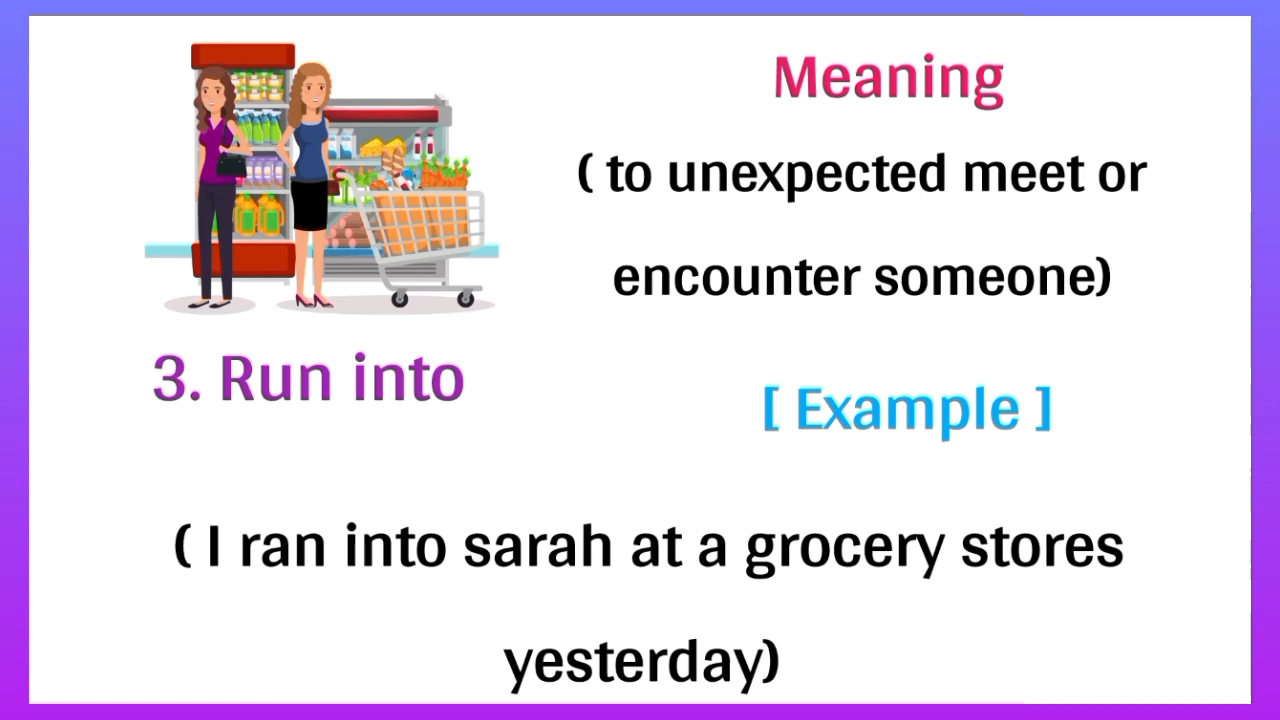 Meaning
( to unexpected meet or
encounter someone)
3. Run into
[ Example ]
( I ran into sarah at a grocery stores
yesterday)